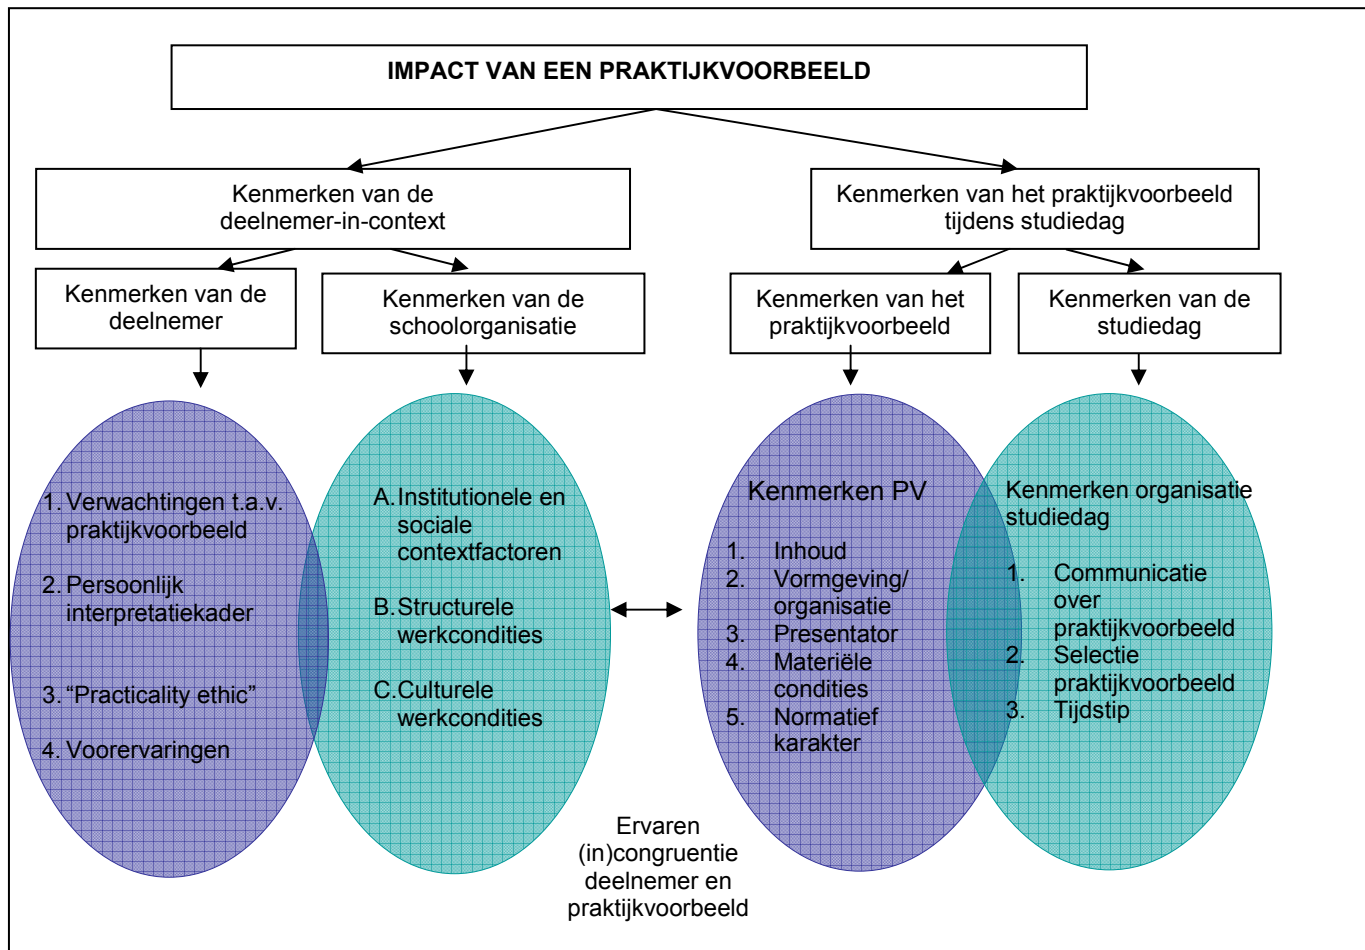 IMPACT VAN EEN PRAKTIJKVOORBEELD
Kenmerken van de
deelnemer-in-context
Kenmerken van het praktijkvoorbeeld
tijdens studiedag
Kenmerken van de
deelnemer
Kenmerken van de
schoolorganisatie
Kenmerken van het
praktijkvoorbeeld
Kenmerken van de
studiedag
1. Verwachtingen t.a.v.
praktijkvoorbeeld
2. Persoonlijk
interpretatiekader
3. “Practicality ethic”
4. Voorervaringen
A. Institutionele en
sociale
contextfactoren
B. Structurele
werkcondities
C. Culturele
werkcondities
Kenmerken PV
1. Inhoud
2. Vormgeving/
organisatie
3. Presentator
4. Materiële
condities
5. Normatief
karakter
Kenmerken organisatie
studiedag
1. Communicatie
over
praktijkvoorbeeld
2. Selectie
praktijkvoorbeeld
3. Tijdstip
Ervaren
(in)congruentie
deelnemer en
praktijkvoorbeeld